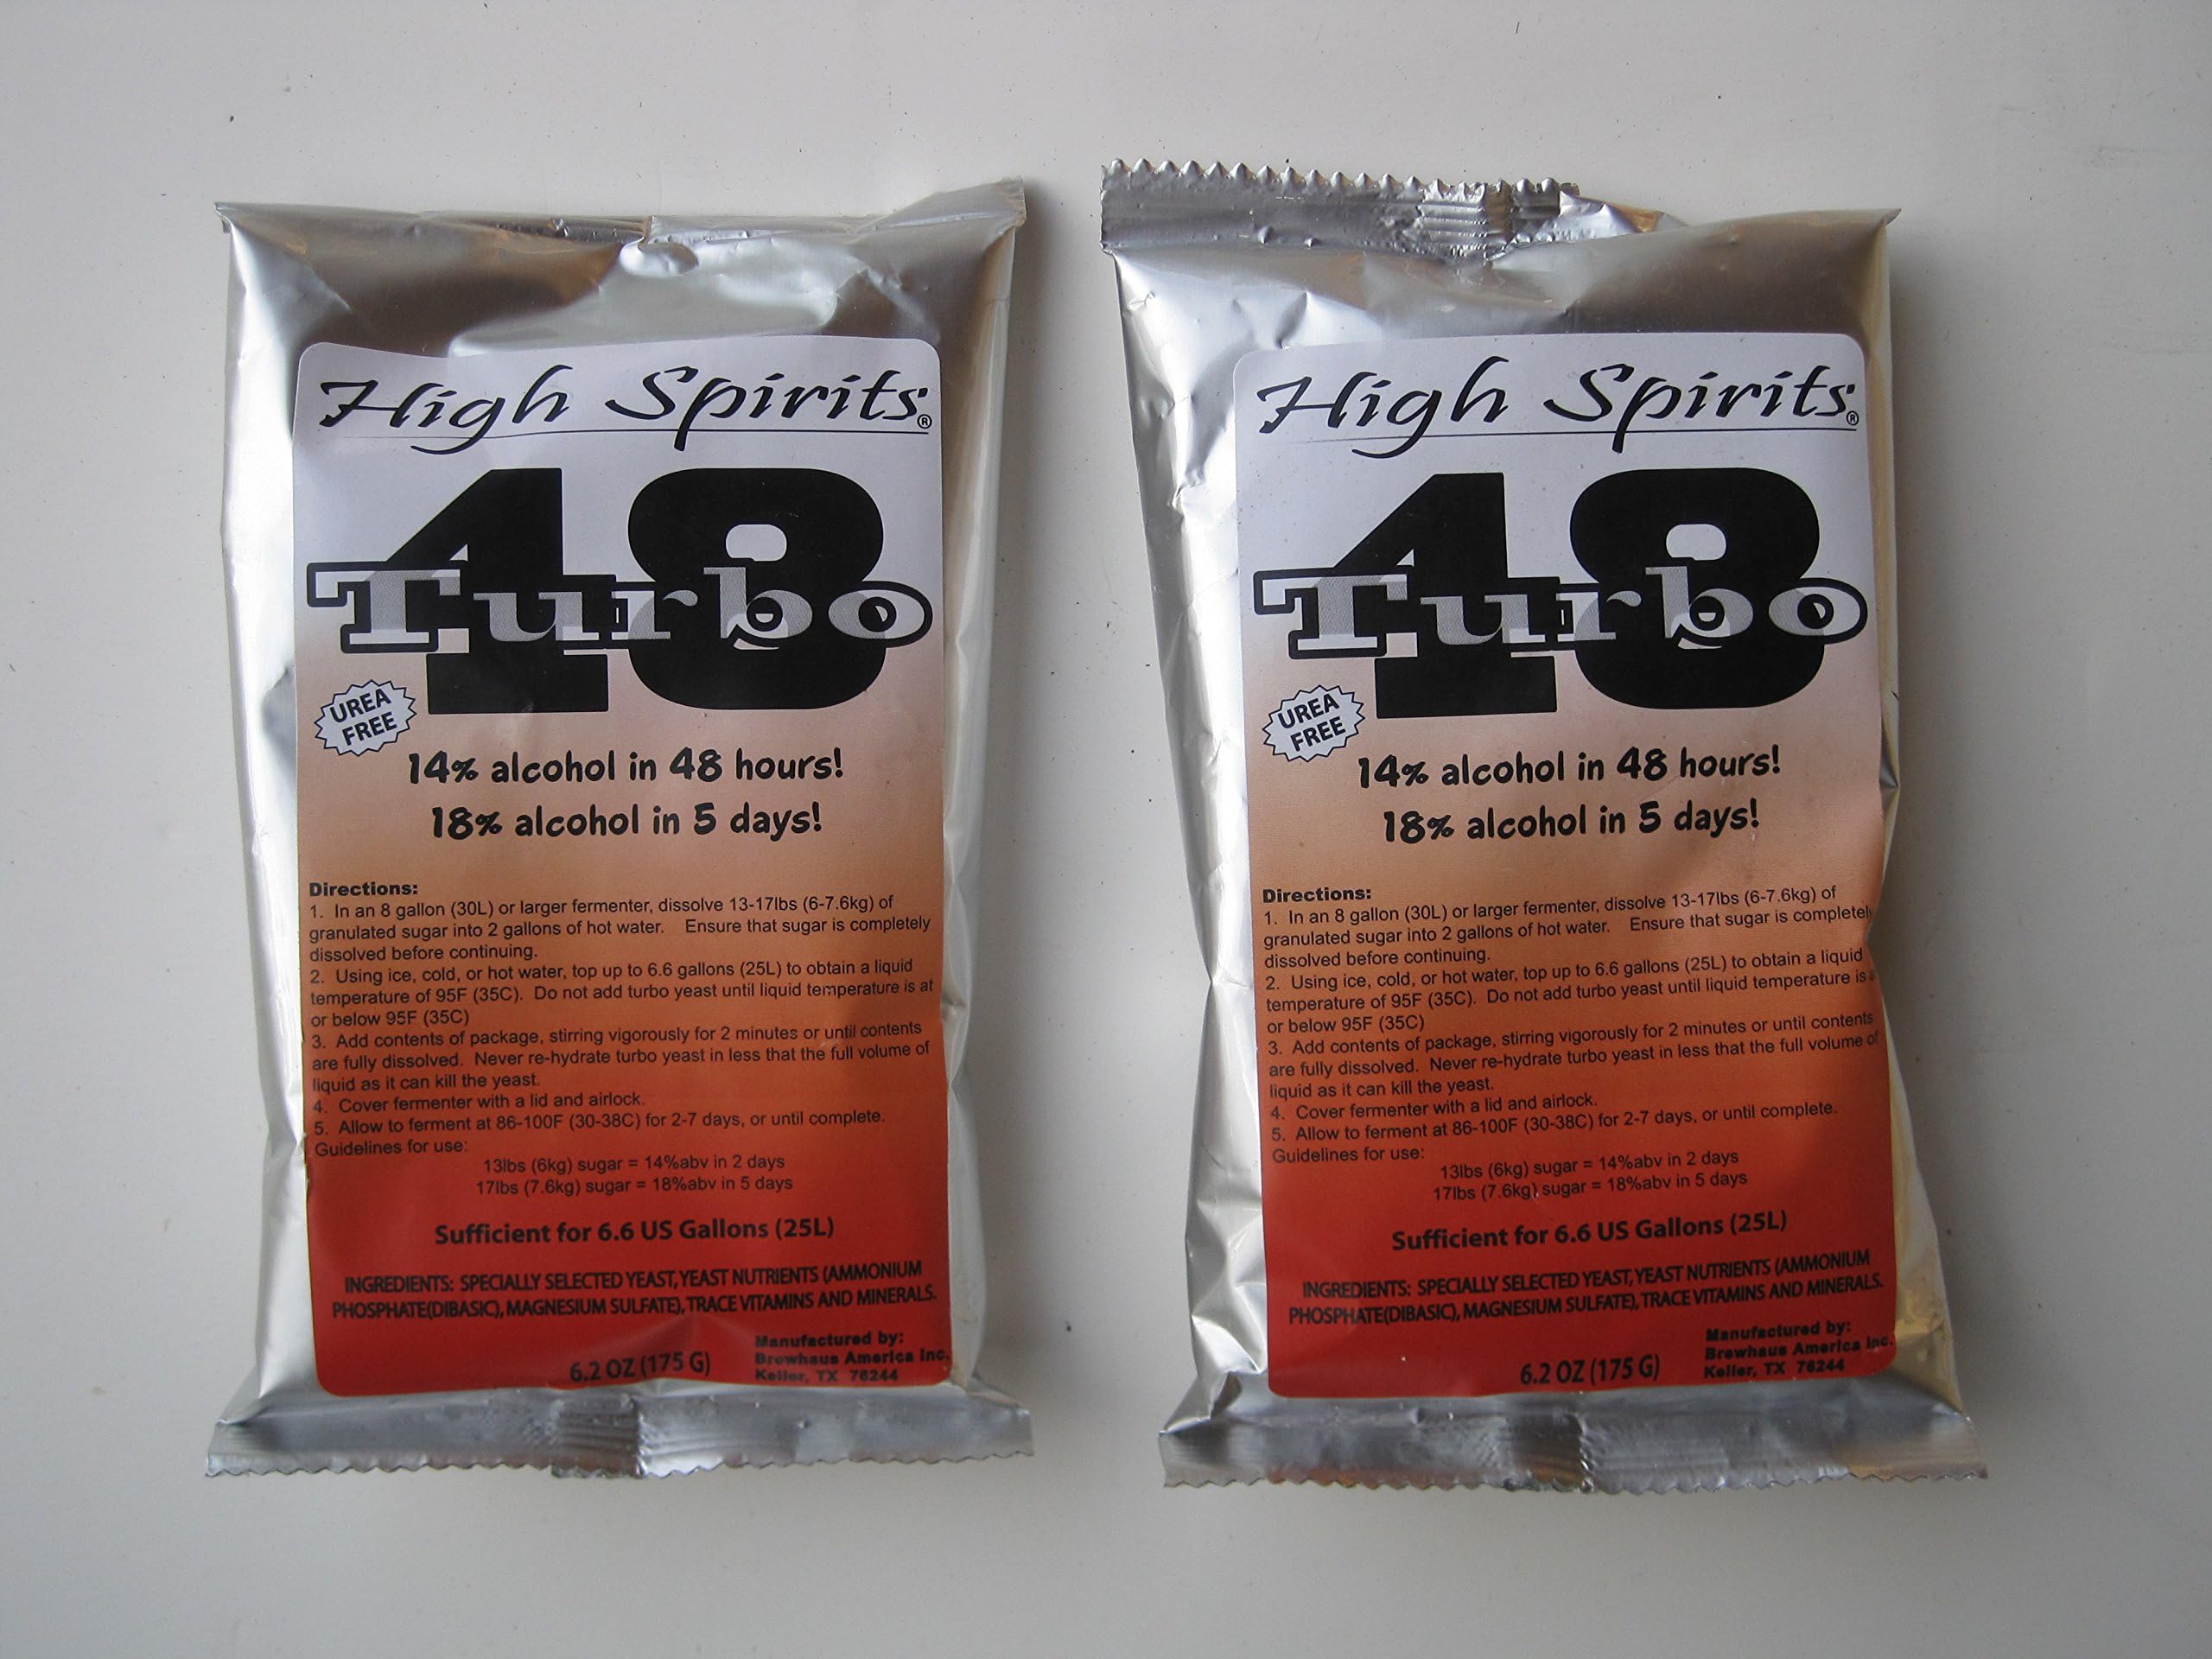 High Spirits®
48
Turbo
UREA
FREE
14% alcohol in 48 hours!
18% alcohol in 5 days!
Directions:
1. In an 8 gallon (30L) or larger fermenter, dissolve 13-17lbs (6-7.6kg) of
granulated sugar into 2 gallons of hot water. Ensure that sugar is completely
dissolved before continuing.
2. Using ice, cold, or hot water, top up to 6.6 gallons (25L) to obtain a liquid
temperature of 95F (35C). Do not add turbo yeast until liquid temperature is at
or below 95F (35C)
3. Add contents of package, stirring vigorously for 2 minutes or until contents
are fully dissolved. Never re-hydrate turbo yeast in less that the full volume of
liquid as it can kill the yeast.
4. Cover fermenter with a lid and airlock.
5. Allow to ferment at 86-100F (30-38C) for 2-7 days, or until complete.
Guidelines for use:
13lbs (6kg) sugar = 14%abv in 2 days
17lbs (7.6kg) sugar = 18%abv in 5 days
Sufficient for 6.6 US Gallons (25L)
INGREDIENTS: SPECIALLY SELECTED YEAST, YEAST NUTRIENTS (AMMONIUM
PHOSPHATE(DIBASIC), MAGNESIUM SULFATE), TRACE VITAMINS AND MINERALS.
6.2 OZ (175 G)
Manufactured by:
Brewhaus America Inc.
Keller, TX 76244
High Spirits®
48
Turbo
UREA
FREE
14% alcohol in 48 hours!
18% alcohol in 5 days!
Directions:
1. In an 8 gallon (30L) or larger fermenter, dissolve 13-17lbs (6-7.6kg) of
granulated sugar into 2 gallons of hot water. Ensure that sugar is completely
dissolved before continuing.
2. Using ice, cold, or hot water, top up to 6.6 gallons (25L) to obtain a liquid
temperature of 95F (35C). Do not add turbo yeast until liquid temperature is
or below 95F (35C)
3. Add contents of package, stirring vigorously for 2 minutes or until contents
are fully dissolved. Never re-hydrate turbo yeast in less that the full volume of
liquid as it can kill the yeast.
4. Cover fermenter with a lid and airlock.
5. Allow to ferment at 86-100F (30-38C) for 2-7 days, or until complete.
Guidelines for use:
13lbs (6kg) sugar = 14%abv in 2 days
17lbs (7.6kg) sugar = 18%abv in 5 days
Sufficient for 6.6 US Gallons (25L)
INGREDIENTS: SPECIALLY SELECTED YEAST, YEAST NUTRIENTS (AMMONIUM
PHOSPHATE(DIBASIC), MAGNESIUM SULFATE), TRACE VITAMINS AND MINERALS.
6.2 OZ (175 G)
Manufactured by:
Brewhaus America Inc.
Keller, TX 76244